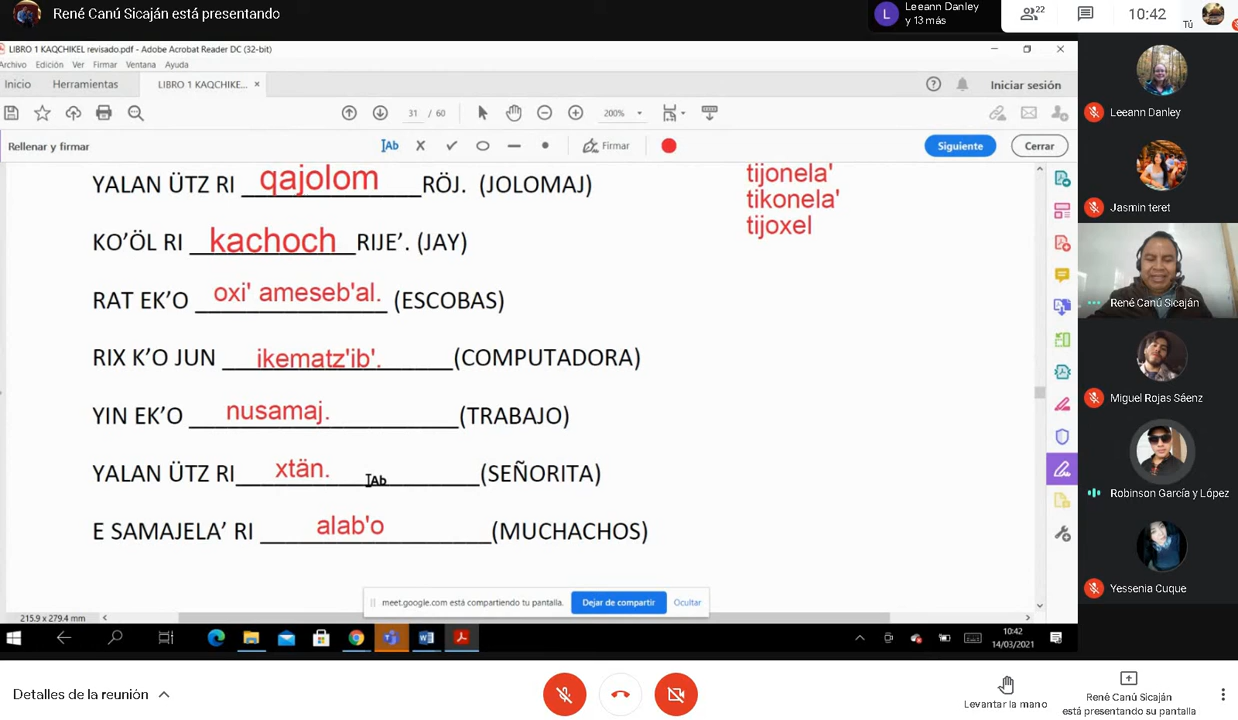 René Canú Sicaján está presentando
Leeann Danley
y 13 más
L
22
10:42
Tú
LIBRO 1 KAQCHIKEL revisado.pdf - Adobe Acrobat Reader DC (32-bit)
Archivo Edición Ver Firmar Ventana Ayuda
Inicio Herramientas LIBRO 1 KAQCHIKE... × Iniciar sesión
31 / 60 200%
Rellenar y firmar
Ab Firmar Siguiente Cerrar
YALAN ÜTZ RI qajolom RÖJ. (JOLOMAJ)
KO’ÖL RI kachoch RIJE’. (JAY)
RAT EK’O oxi' ameseb'al. (ESCOBAS)
RIX K’O JUN ikematz'ib'. (COMPUTADORA)
YIN EK’O nusamaj. (TRABAJO)
YALAN ÜTZ RI xtän. (SEÑORITA)
Ab
E SAMAJELA’ RI alab'o (MUCHACHOS)
tijonela'
tikonela'
tijoxel
meet.google.com está compartiendo tu pantalla. Dejar de compartir Ocultar
215.9 x 279.4 mm
10:42
14/03/2021
Leeann Danley
Jasmin teret
René Canú Sicaján
Miguel Rojas Sáenz
Robinson García y López
Yessenia Cuque
Detalles de la reunión
Levantar la mano
René Canú Sicaján
está presentando su pantalla